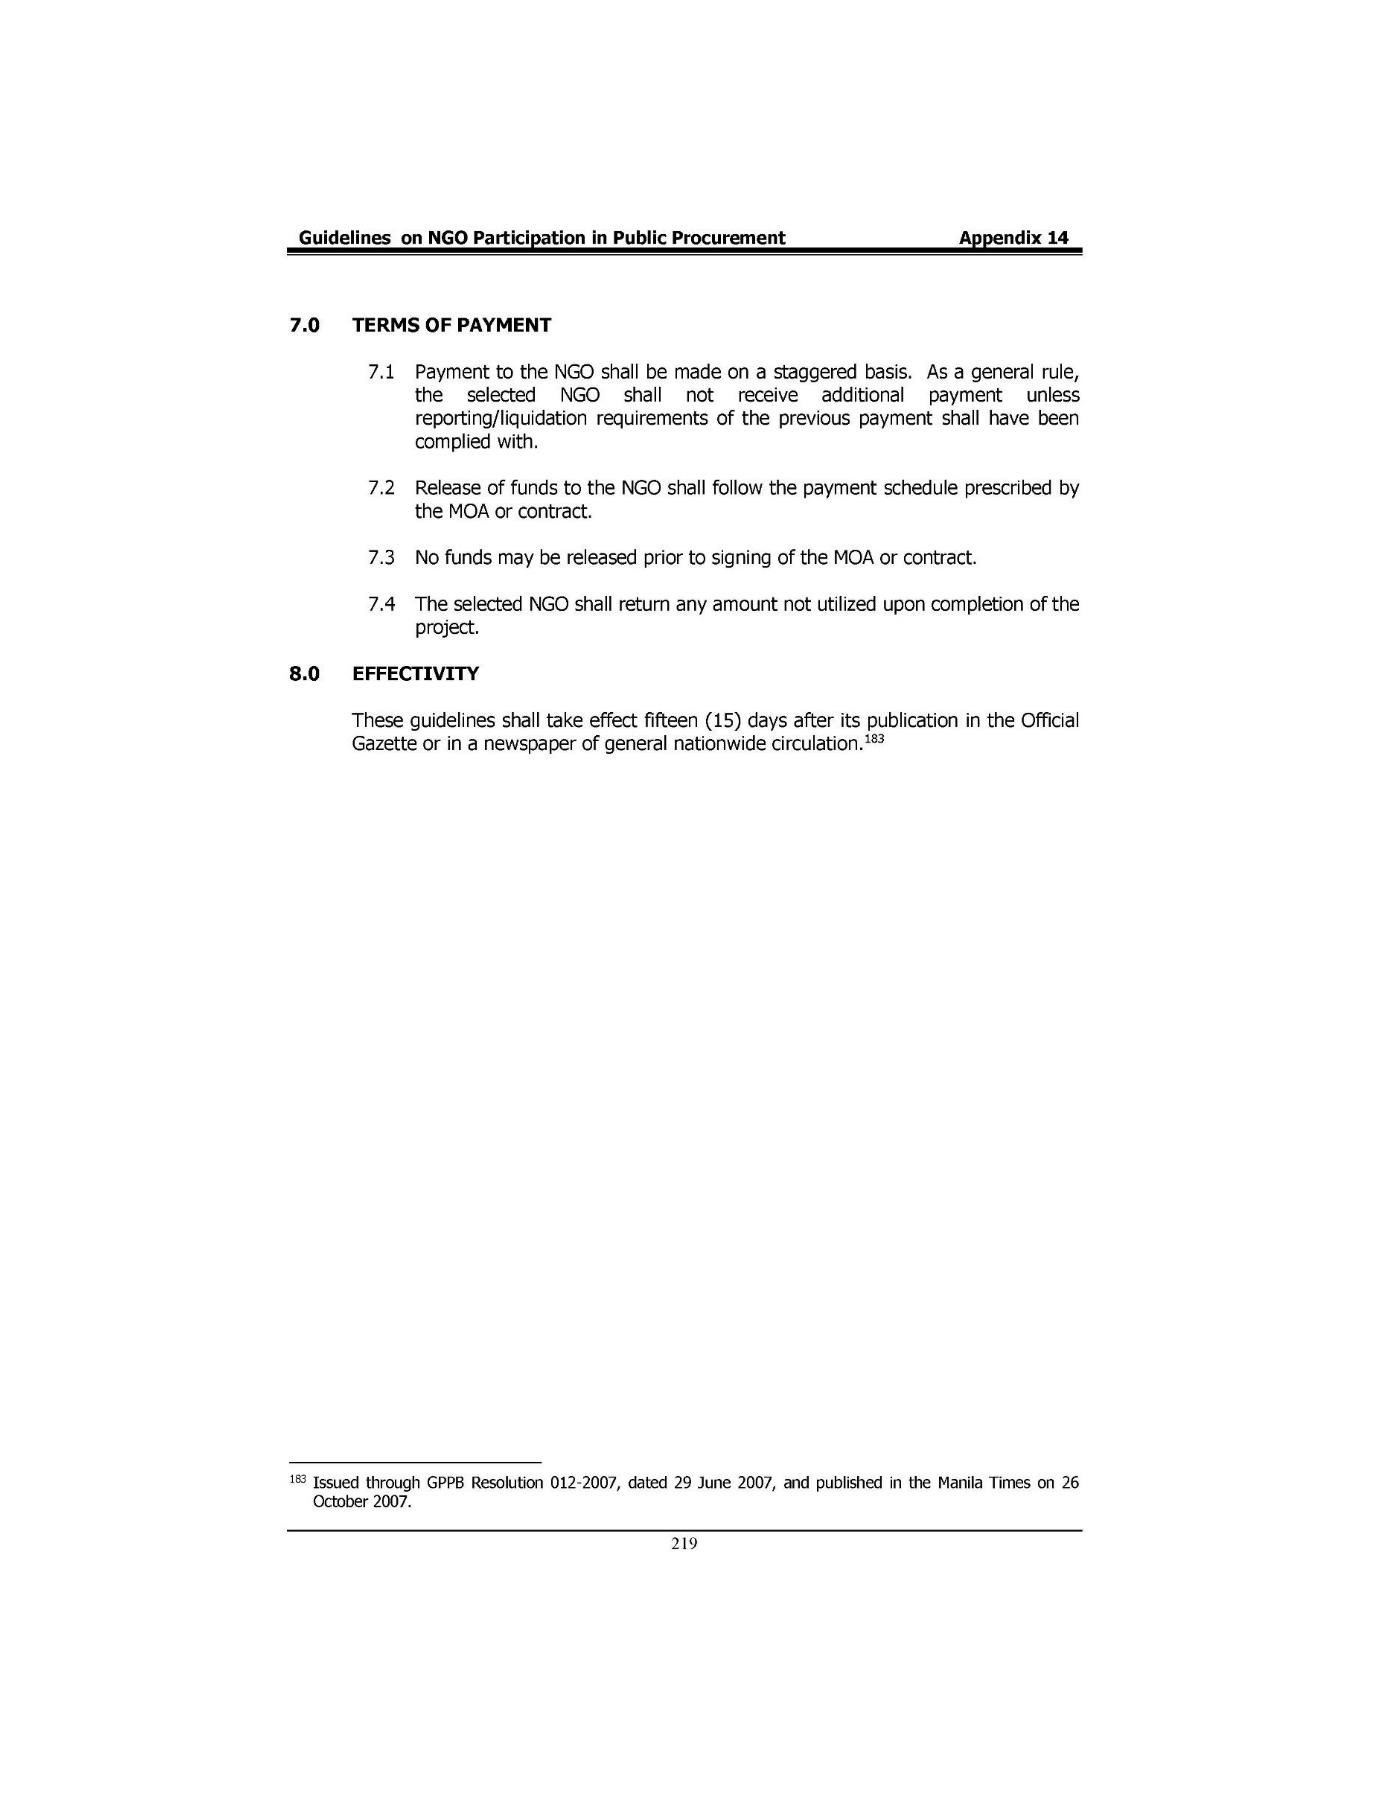 Guidelines on NGO Participation in Public Procurement Appendix 14
7.0 TERMS OF PAYMENT
7.1 Payment to the NGO shall be made on a staggered basis. As a general rule,
the selected NGO shall not receive additional payment unless
reporting/liquidation requirements of the previous payment shall have been
complied with.
7.2 Release of funds to the NGO shall follow the payment schedule prescribed by
the MOA or contract.
7.3 No funds may be released prior to signing of the MOA or contract.
7.4 The selected NGO shall return any amount not utilized upon completion of the
project.
8.0 EFFECTIVITY
These guidelines shall take effect fifteen (15) days after its publication in the Official
Gazette or in a newspaper of general nationwide circulation.183
183 Issued through GPPB Resolution 012-2007, dated 29 June 2007, and published in the Manila Times on 26
October 2007.
219